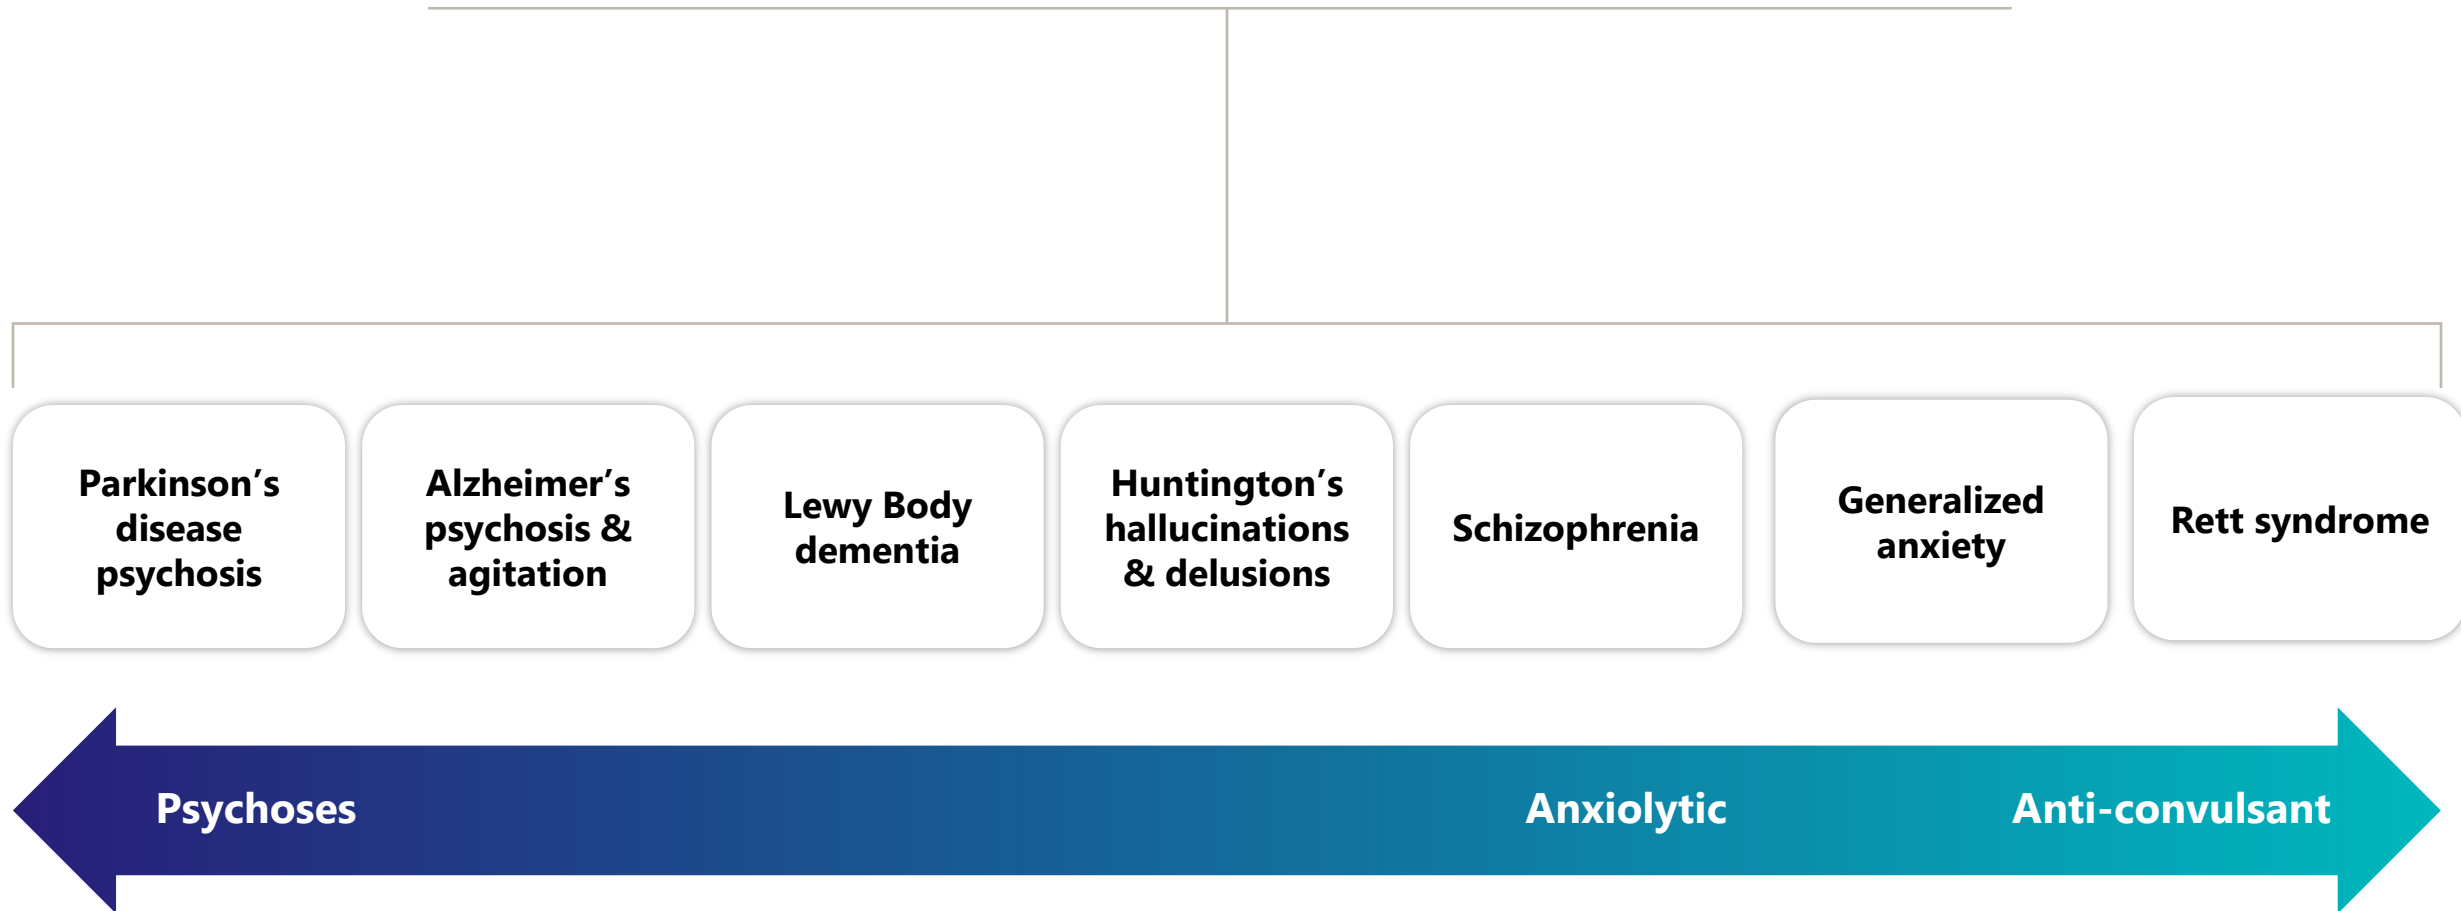 Parkinson’s
disease
psychosis
Alzheimer’s
psychosis &
agitation
Lewy Body
dementia
Huntington’s
hallucinations
& delusions
Schizophrenia
Generalized
anxiety
Rett syndrome
Psychoses
Anxiolytic
Anti-convulsant